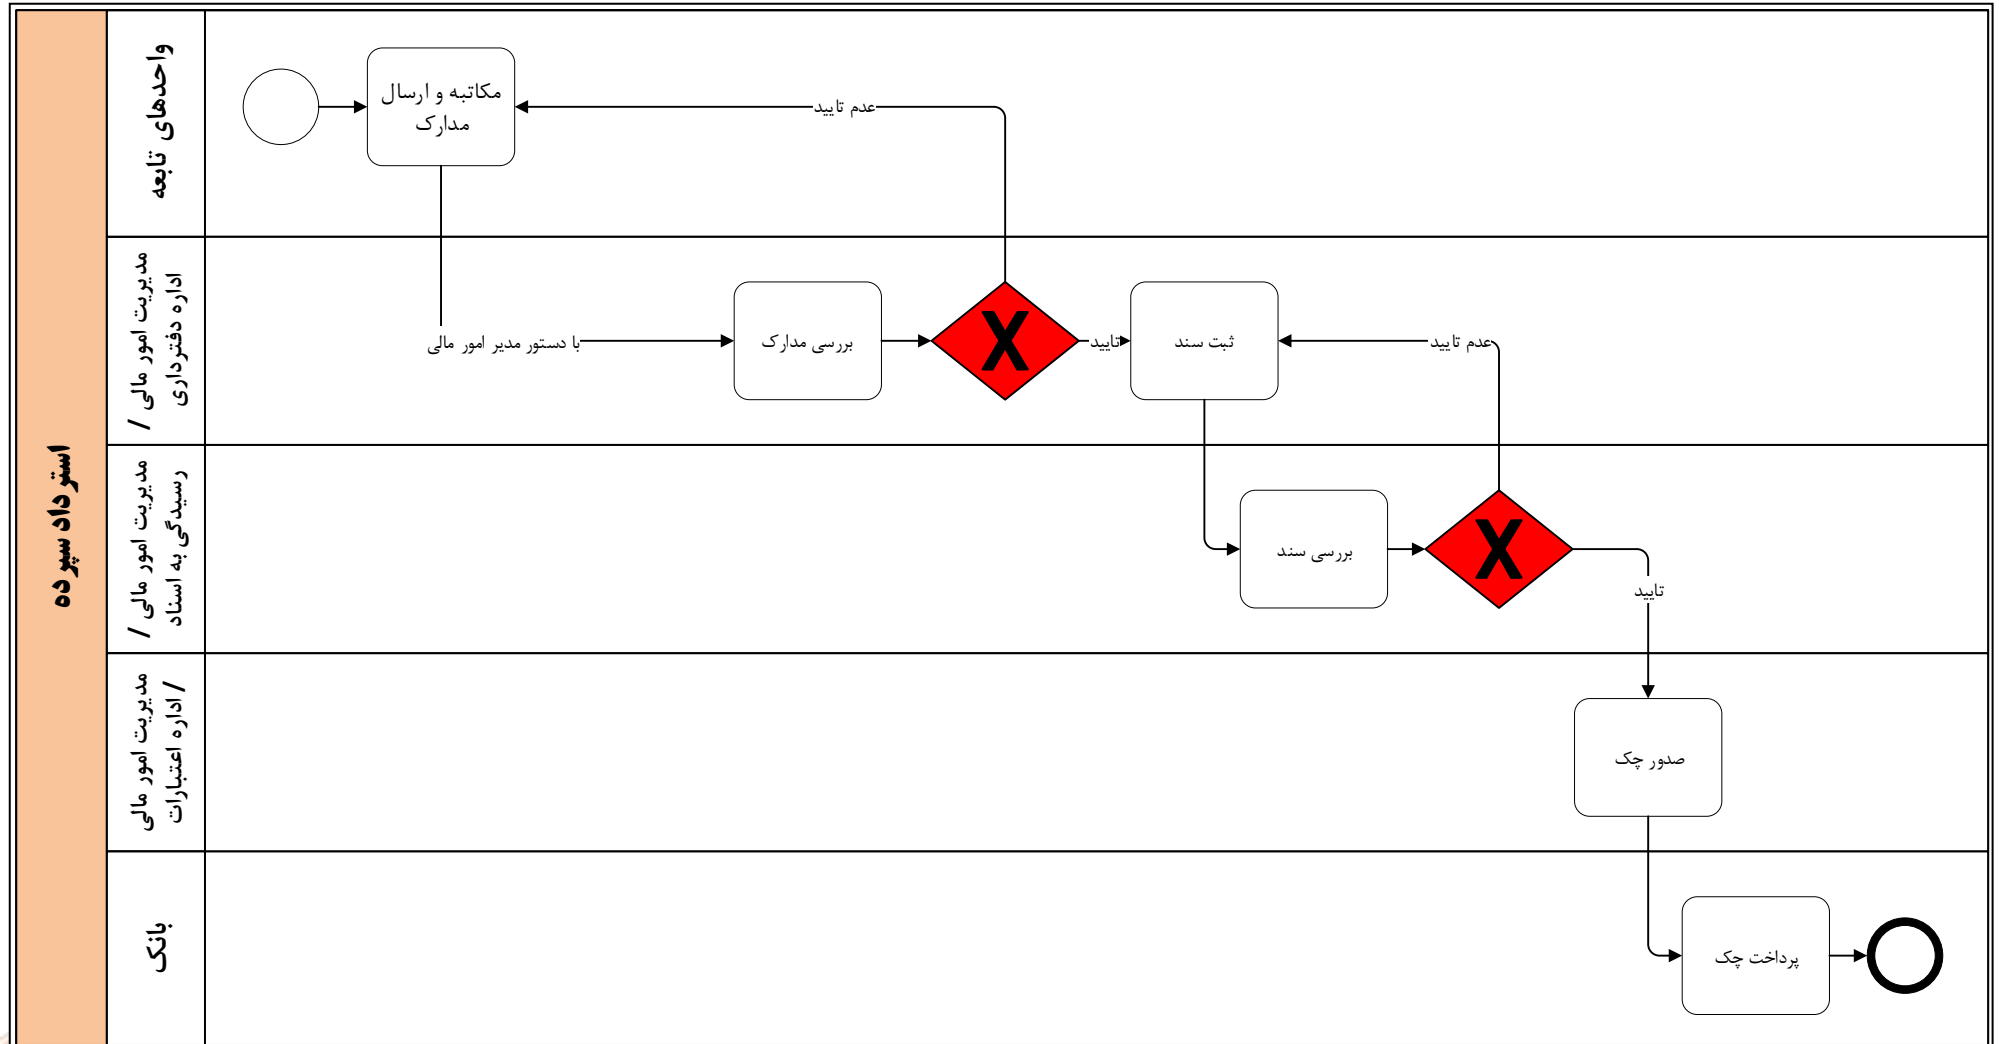 استرداد سپرده
واحدهای تابعه
مکاتبه و ارسال
مدارک
عدم تایید
مدیریت امور مالی /
اداره دفترداری
با دستور مدیر امور مالی
بررسی مدارک
X
تایید
ثبت سند
عدم تایید
مدیریت امور مالی /
رسیدگی به اسناد
بررسی سند
X
تایید
مدیریت امور مالی
/ اداره اعتبارات
صدور چک
بانک
پرداخت چک